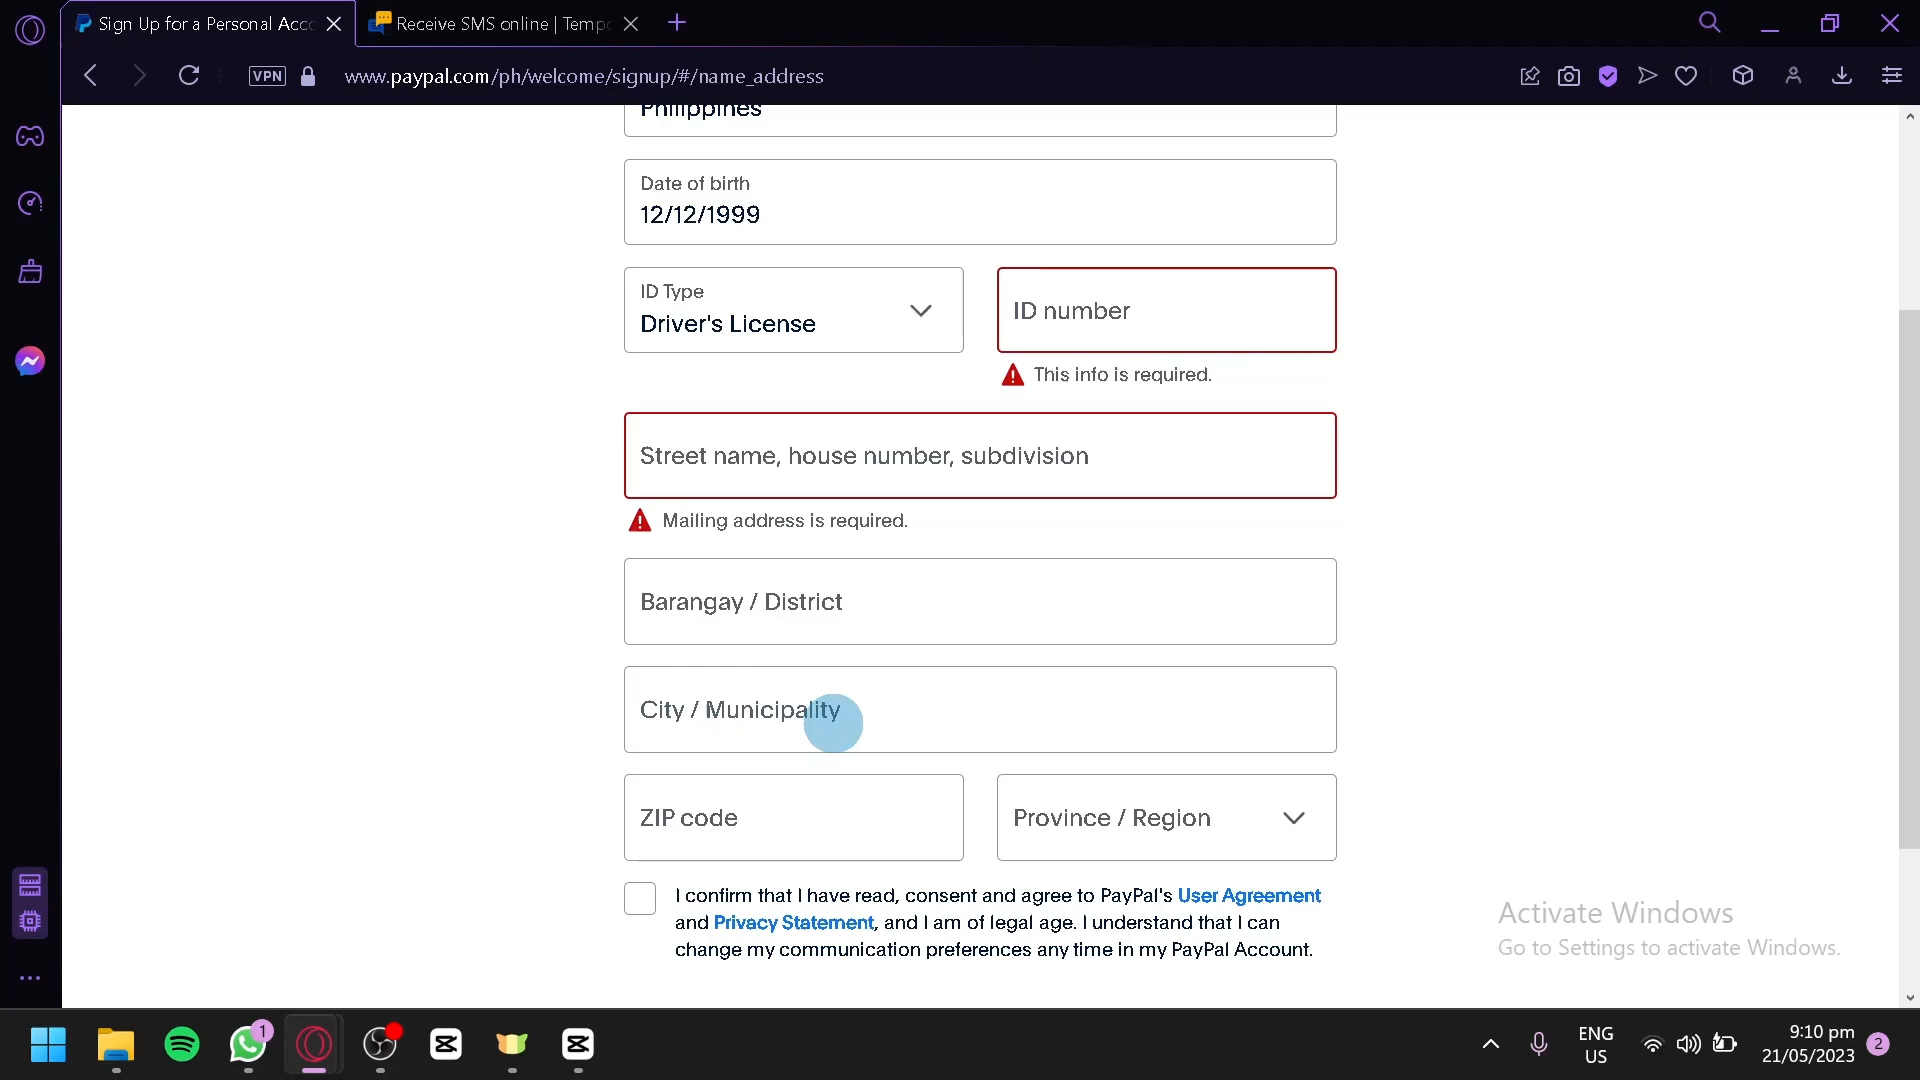 Sign Up for a Personal Acco
Receive SMS online | Tempo
VPN
www.paypal.com/ph/welcome/signup/#/name_address
Philippines
Date of birth
12/12/1999
ID Type
Driver's License
ID number
This info is required.
Street name, house number, subdivision
Mailing address is required.
Barangay / District
City / Municipality
ZIP code
Province / Region
I confirm that I have read, consent and agree to PayPal's User Agreement
and Privacy Statement, and I am of legal age. I understand that I can
change my communication preferences any time in my PayPal Account.
Activate Windows
Go to Settings to activate Windows.
1
ENG
US
9:10 pm
21/05/2023
2